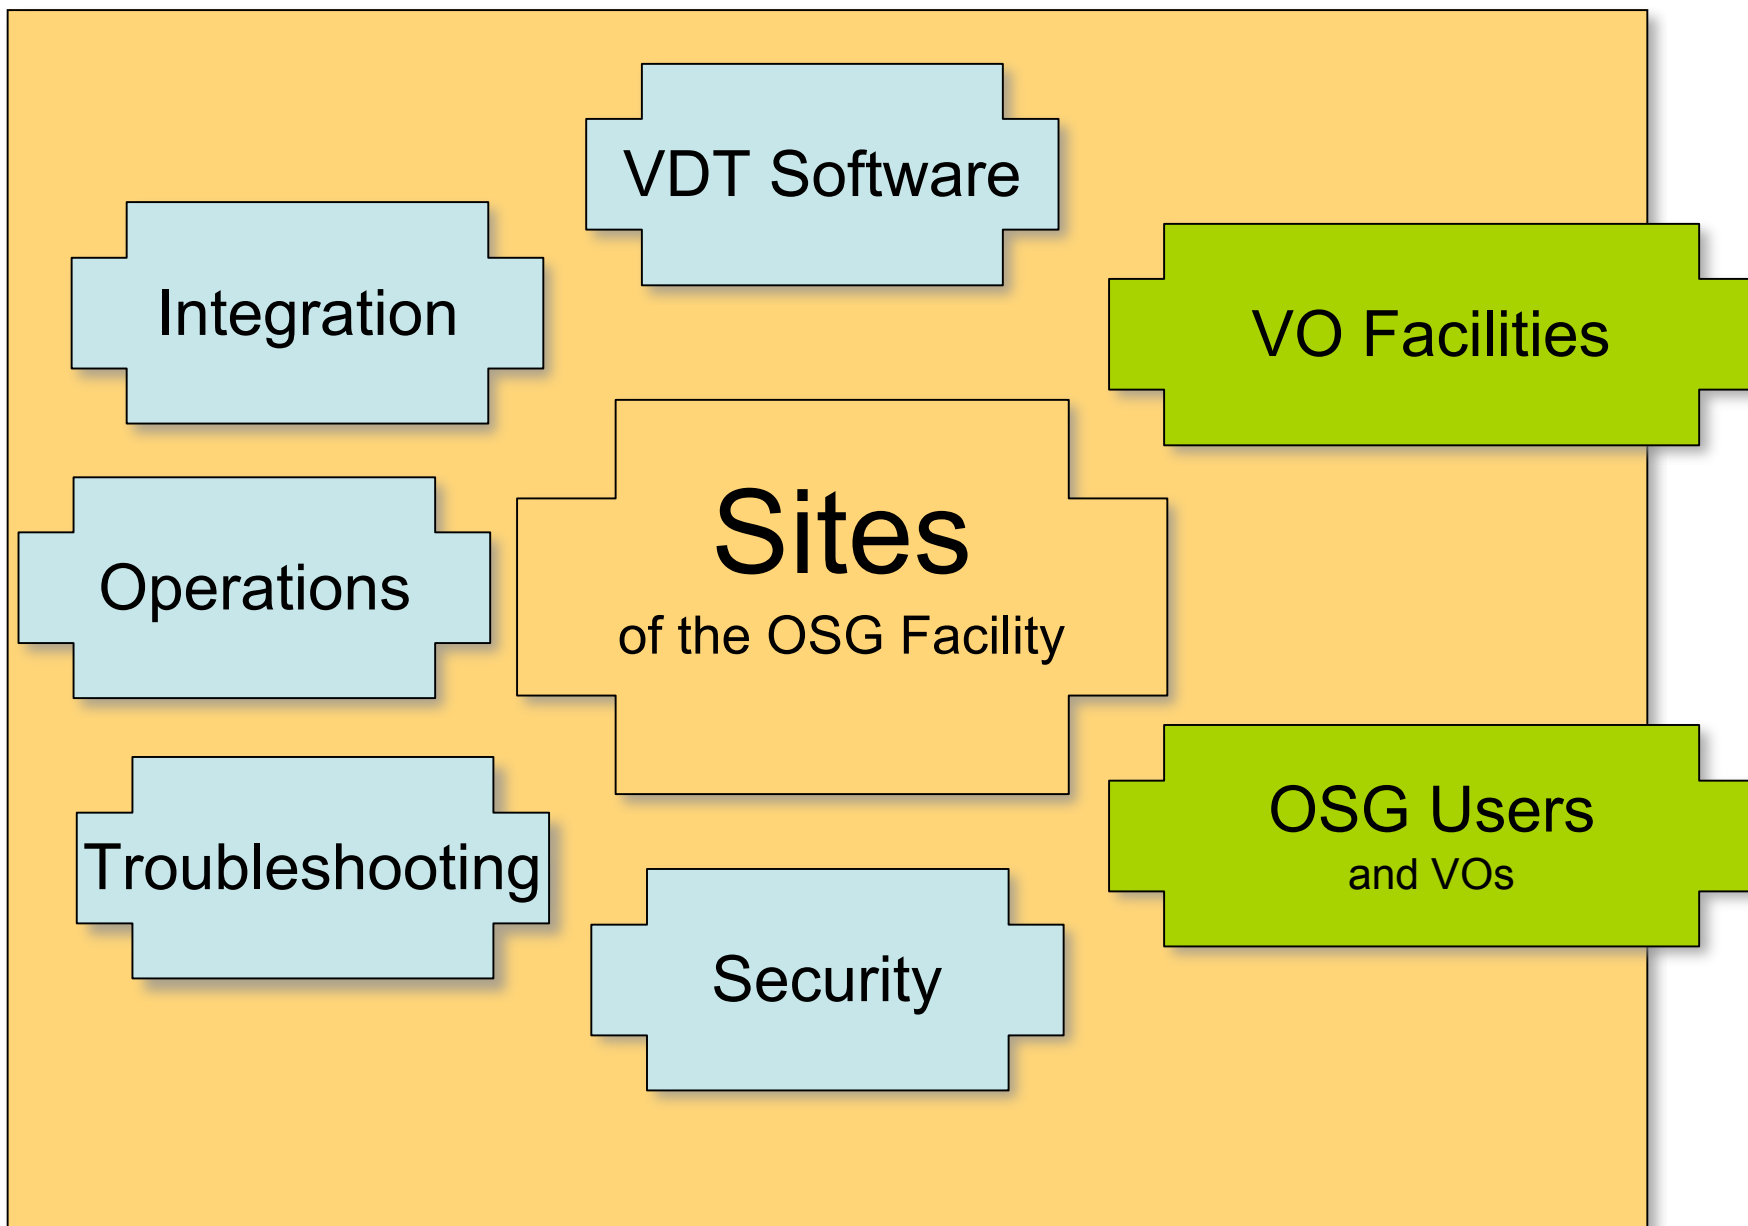 VDT Software
Integration
VO Facilities
Sites
of the OSG Facility
Operations
OSG Users
and VOs
Troubleshooting
Security